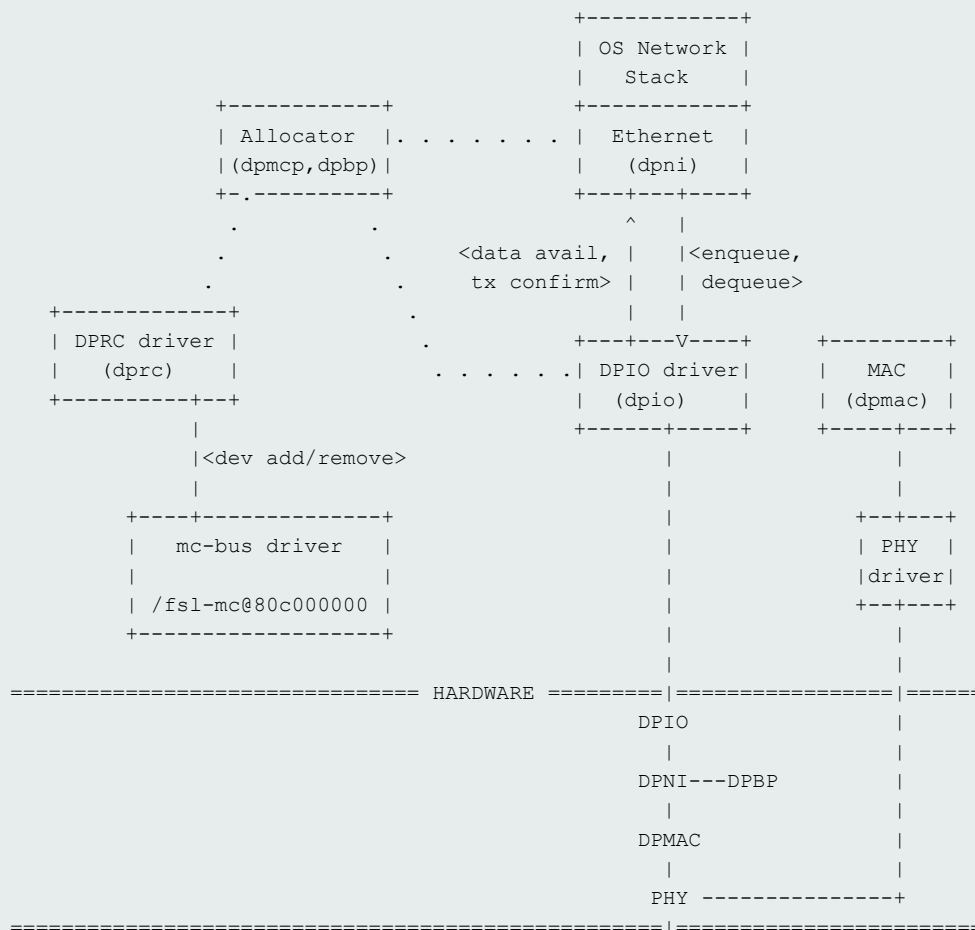 +------------+
                                            | OS Network |
                                            |   Stack    |
                +------------+              +------------+
                | Allocator  |. . . . . . . |  Ethernet  |
                |(dpmcp,dpbp)|              |   (dpni)   |
                +-.----------+              +---+---+----+
                 .          .                   ^   |
                .            .     <data avail, |   |<enqueue,
               .              .     tx confirm> |   | dequeue>
   +-------------+             .                |   |
   | DPRC driver |              .           +---+---V----+     +---------+
   |   (dprc)    |               . . . . . .| DPIO driver|     |   MAC   |
   +----------+--+                          |  (dpio)    |     | (dpmac) |
              |                             +------+-----+     +-----+---+
              |<dev add/remove>                    |                 |
              |                                    |                 |
         +----+--------------+                     |              +--+---+
         |   mc-bus driver   |                     |              | PHY  |
         |                   |                     |              |driver|
         | /fsl-mc@80c000000 |                     |              +--+---+
         +-------------------+                     |                 |
                                                   |                 |
================================ HARDWARE =========|=================|======
                                                 DPIO                |
                                                   |                 |
                                                 DPNI---DPBP         |
                                                   |                 |
                                                 DPMAC               |
                                                   |                 |
                                                  PHY ---------------+
===================================================|========================